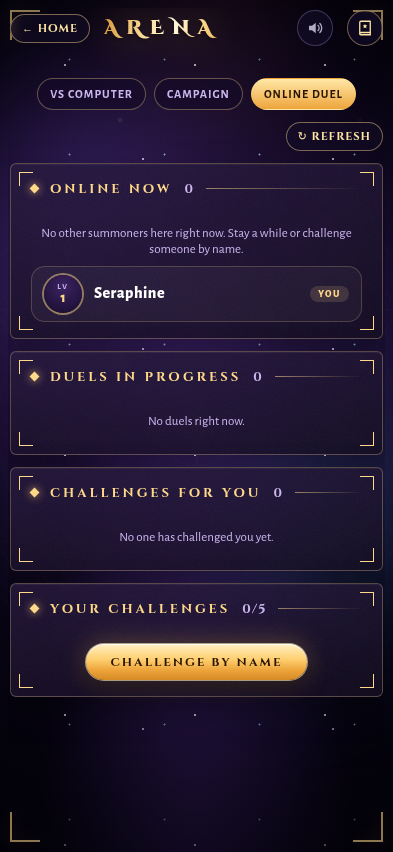 ← HOME
ARENA
VS COMPUTER
CAMPAIGN
ONLINE DUEL
↻ REFRESH
ONLINE NOW 0
No other summoners here right now. Stay a while or challenge
someone by name.
LV
1
Seraphine
YOU
DUELS IN PROGRESS 0
No duels right now.
CHALLENGES FOR YOU 0
No one has challenged you yet.
YOUR CHALLENGES 0/5
CHALLENGE BY NAME